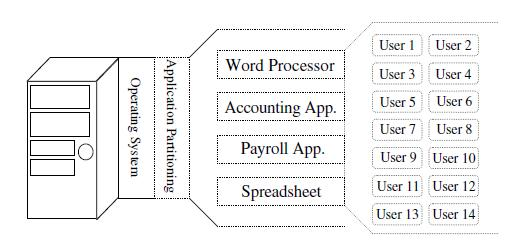 Operating System
Application Partitioning
Word Processor
Accounting App.
Payroll App.
Spreadsheet
User 1 User 2
User 3 User 4
User 5 User 6
User 7 User 8
User 9 User 10
User 11 User 12
User 13 User 14